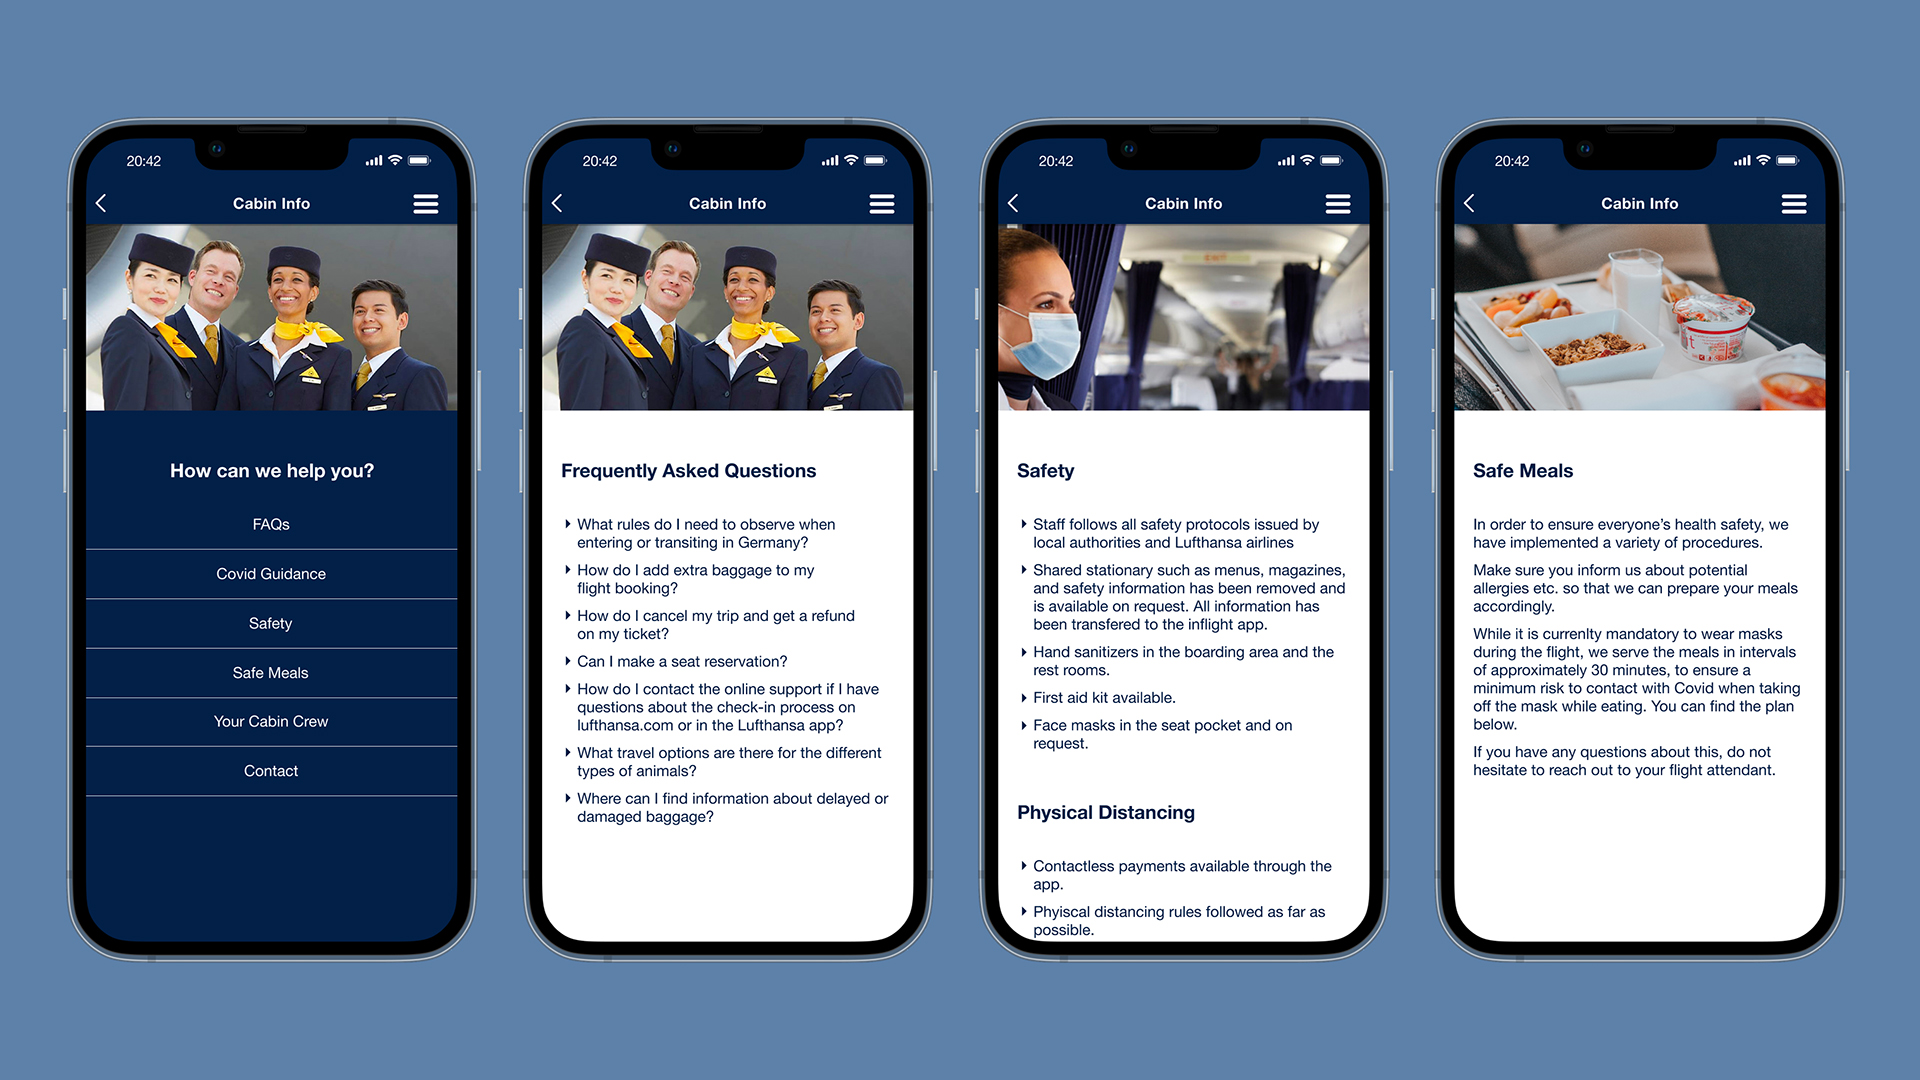 20:42
Cabin Info
How can we help you?
FAQs
Covid Guidance
Safety
Safe Meals
Your Cabin Crew
Contact
20:42
Cabin Info
Frequently Asked Questions
What rules do I need to observe when
entering or transiting in Germany?
How do I add extra baggage to my
flight booking?
How do I cancel my trip and get a refund
on my ticket?
Can I make a seat reservation?
How do I contact the online support if I have
questions about the check-in process on
lufthansa.com or in the Lufthansa app?
What travel options are there for the different
types of animals?
Where can I find information about delayed or
damaged baggage?
20:42
Cabin Info
EXIT
Safety
Staff follows all safety protocols issued by
local authorities and Lufthansa airlines
Shared stationary such as menus, magazines,
and safety information has been removed and
is available on request. All information has
been transfered to the inflight app.
Hand sanitizers in the boarding area and the
rest rooms.
First aid kit available.
Face masks in the seat pocket and on
request.
Physical Distancing
Contactless payments available through the
app.
Phyiscal distancing rules followed as far as
possible.
20:42
Cabin Info
Safe Meals
In order to ensure everyone’s health safety, we
have implemented a variety of procedures.
Make sure you inform us about potential
allergies etc. so that we can prepare your meals
accordingly.
While it is currenlty mandatory to wear masks
during the flight, we serve the meals in intervals
of approximately 30 minutes, to ensure a
minimum risk to contact with Covid when taking
off the mask while eating. You can find the plan
below.
If you have any questions about this, do not
hesitate to reach out to your flight attendant.